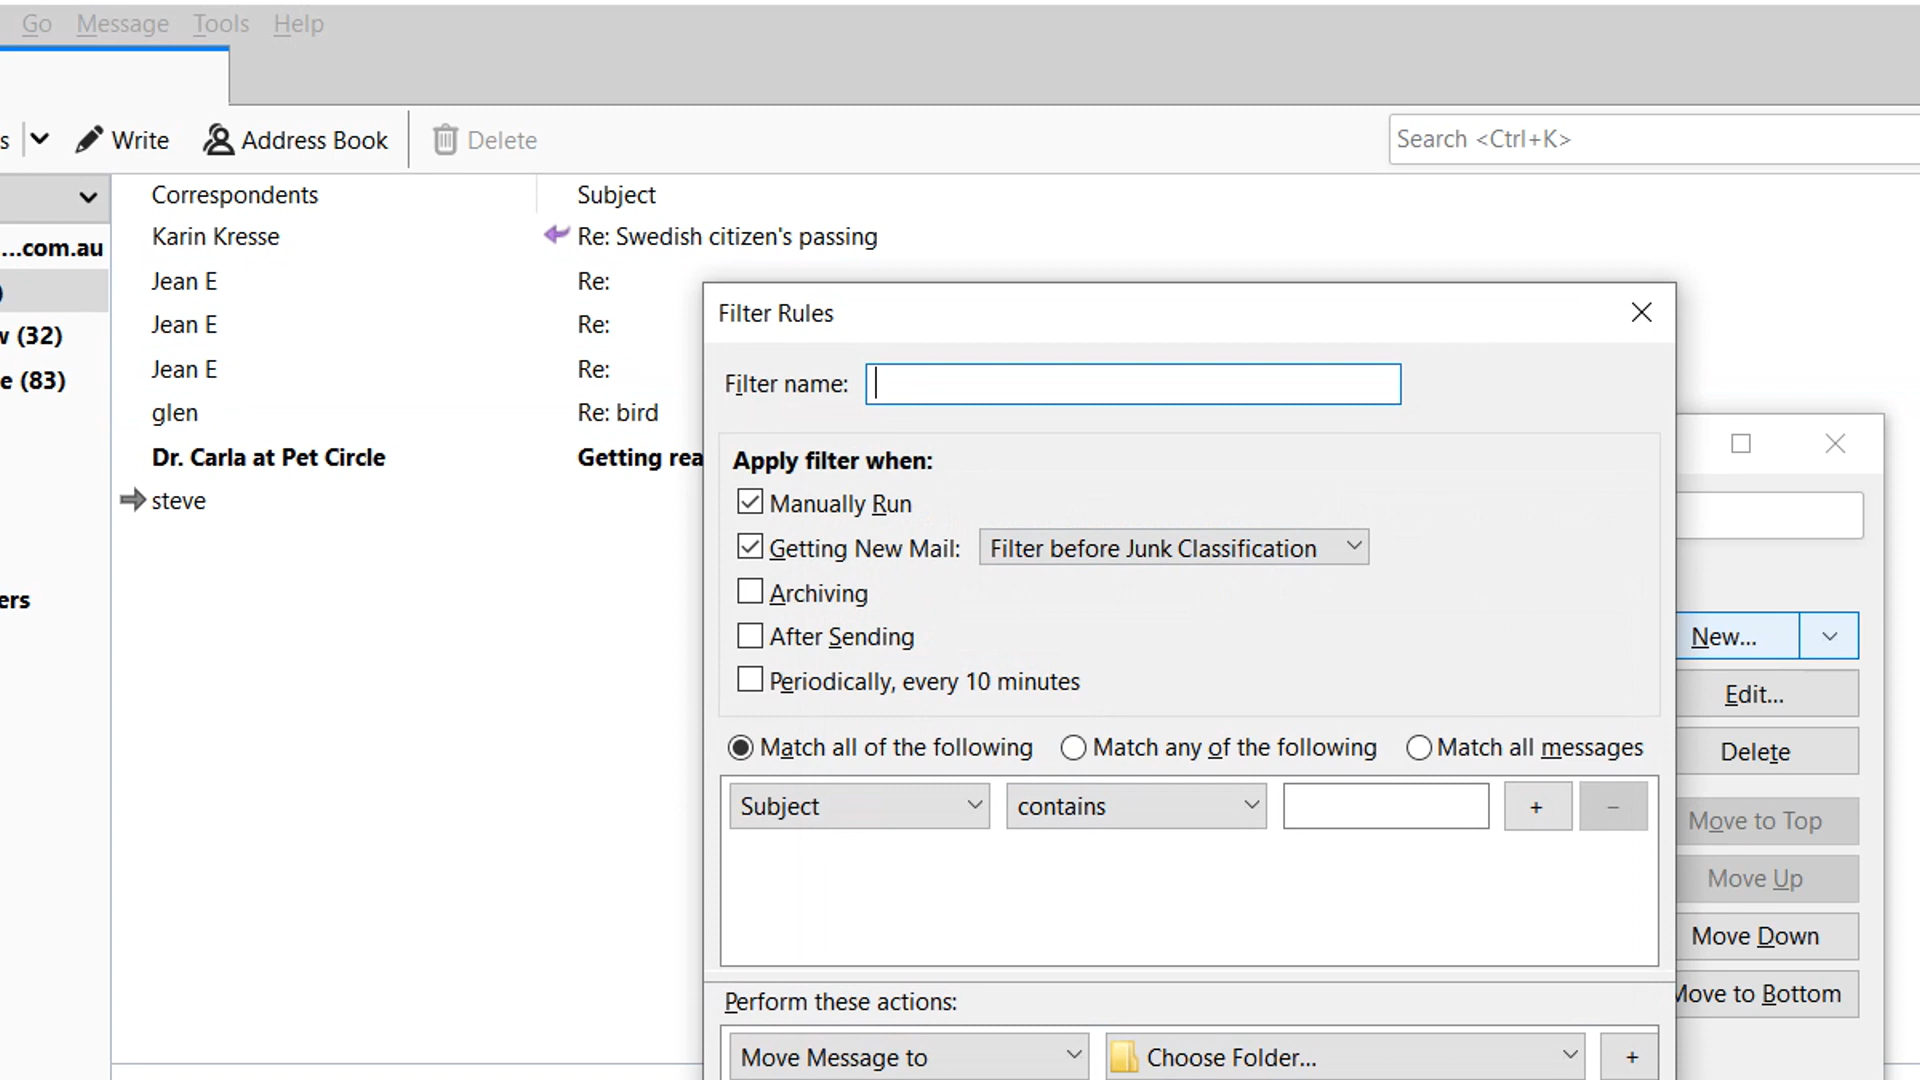 Go Message Tools Help
s Write Address Book Delete Search <Ctrl+K>
Correspondents Subject
Karin Kresse Re: Swedish citizen's passing
...com.au
Jean E Re:
)
Jean E Re:
w (32)
Jean E Re:
e (83)
glen Re: bird
Dr. Carla at Pet Circle Getting rea
steve
ers
Filter Rules
Filter name:
Apply filter when:
Manually Run
Getting New Mail: Filter before Junk Classification
Archiving
After Sending
Periodically, every 10 minutes
Match all of the following Match any of the following Match all messages
Subject contains + −
Perform these actions:
Move Message to Choose Folder... +
New...
Edit...
Delete
Move to Top
Move Up
Move Down
Move to Bottom